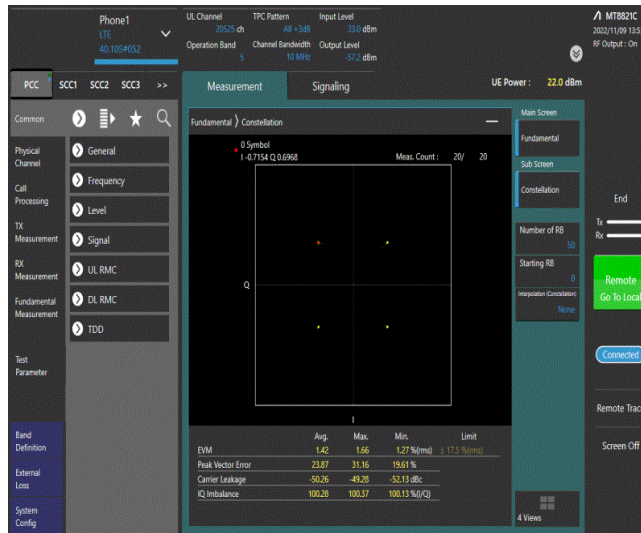 Phone1
LTE
40.10S#052
UL Channel
20525 ch
TPC Pattern
All +3dB
Input Level
33.0 dBm
Operation Band
5
Channel Bandwidth
10 MHz
Output Level
-57.2 dBm
MT8821C
2022/11/09 13:5
RF Output : On
PCC SCC1 SCC2 SCC3 >>
Measurement
Signaling
UE Power : 22.0 dBm
Common
Physical
Channel
Call
Processing
TX
Measurement
RX
Measurement
Fundamental
Measurement
Test
Parameter
Band
Definition
External
Loss
System
Config
General
Frequency
Level
Signal
UL RMC
DL RMC
TDD
Fundamental ⟩ Constellation
0 Symbol
I -0.7154 Q 0.6968
Meas. Count : 20/ 20
Q
I
Avg. Max. Min. Limit
EVM 1.42 1.66 1.27 %(rms) ≤ 17.5 %(rms)
Peak Vector Error 23.87 31.16 19.61 %
Carrier Leakage -50.26 -49.28 -52.13 dBc
IQ Imbalance 100.28 100.37 100.13 %(I/Q)
Main Screen
Fundamental
Sub Screen
Constellation
Number of RB
50
Starting RB
0
Interpolation (Constellation)
None
4 Views
End
Tx
Rx
Remote
Go To Local
Connected
Remote Trac
Screen Off